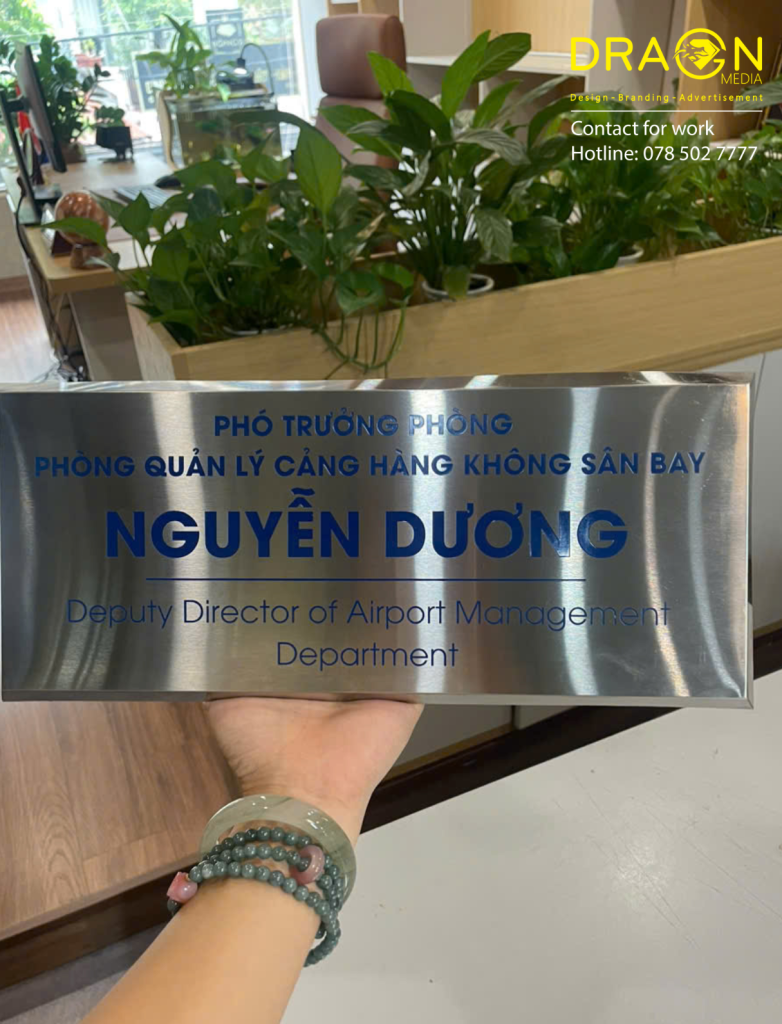 DRAGON
MEDIA
Design - Branding - Advertisement
Contact for work
Hotline: 078 502 7777
PHÓ TRƯỞNG PHÒNG
PHÒNG QUẢN LÝ CẢNG HÀNG KHÔNG SÂN BAY
NGUYỄN DƯƠNG
Deputy Director of Airport Management
Department